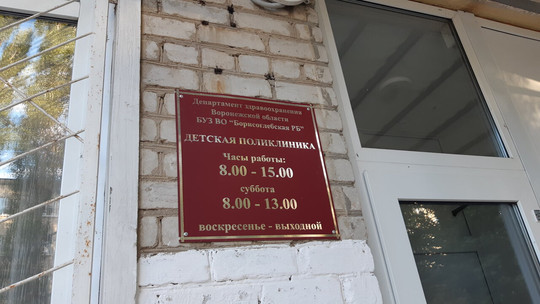 Департамент здравоохранения
Воронежской области
БУЗ ВО "Борисоглебская РБ"
ДЕТСКАЯ ПОЛИКЛИНИКА
Часы работы:
8.00 - 15.00
суббота
8.00 - 13.00
воскресенье - выходной